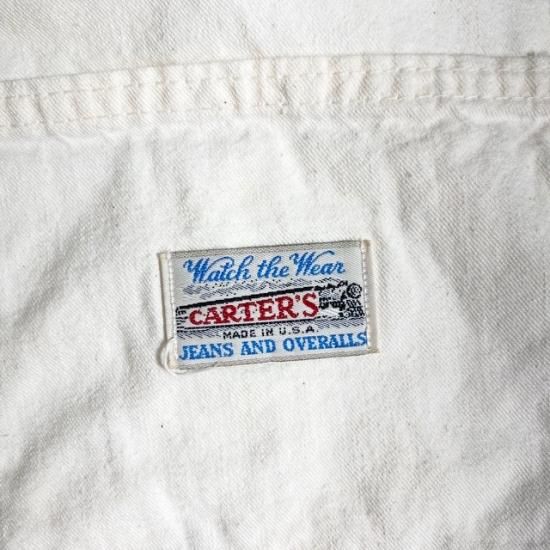 Watch the Wear
CARTER'S
MADE IN U.S.A.
JEANS AND OVERALLS